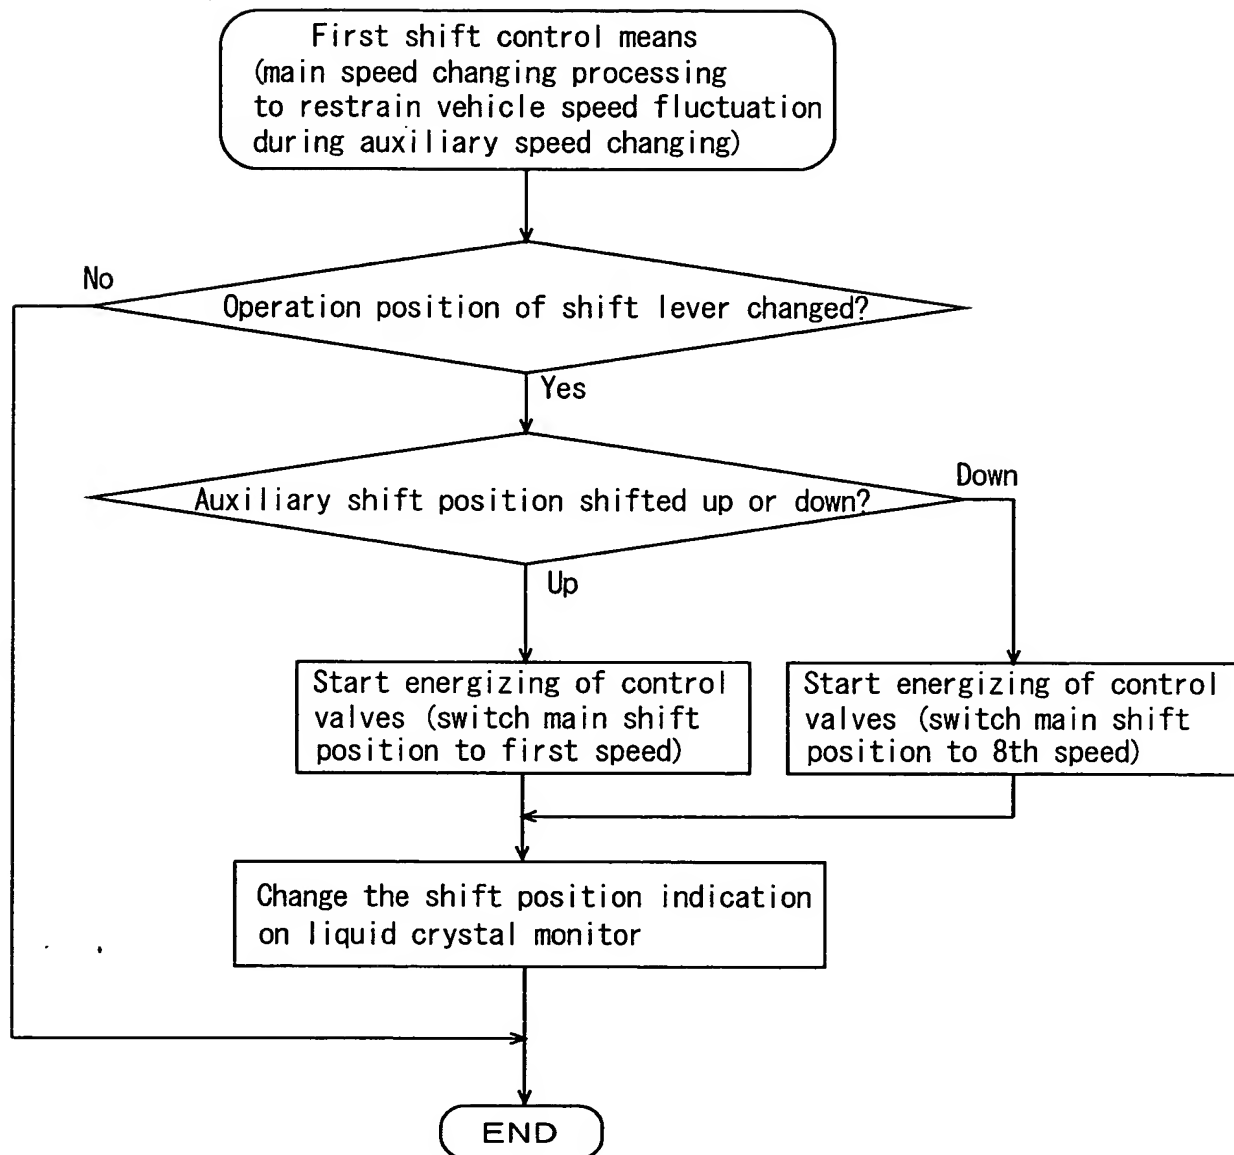 First shift control means
(main speed changing processing
to restrain vehicle speed fluctuation
during auxiliary speed changing)
No
Operation position of shift lever changed?
Yes
Auxiliary shift position shifted up or down?
Down
Up
Start energizing of control
valves (switch main shift
position to first speed)
Start energizing of control
valves (switch main shift
position to 8th speed)
Change the shift position indication
on liquid crystal monitor
END